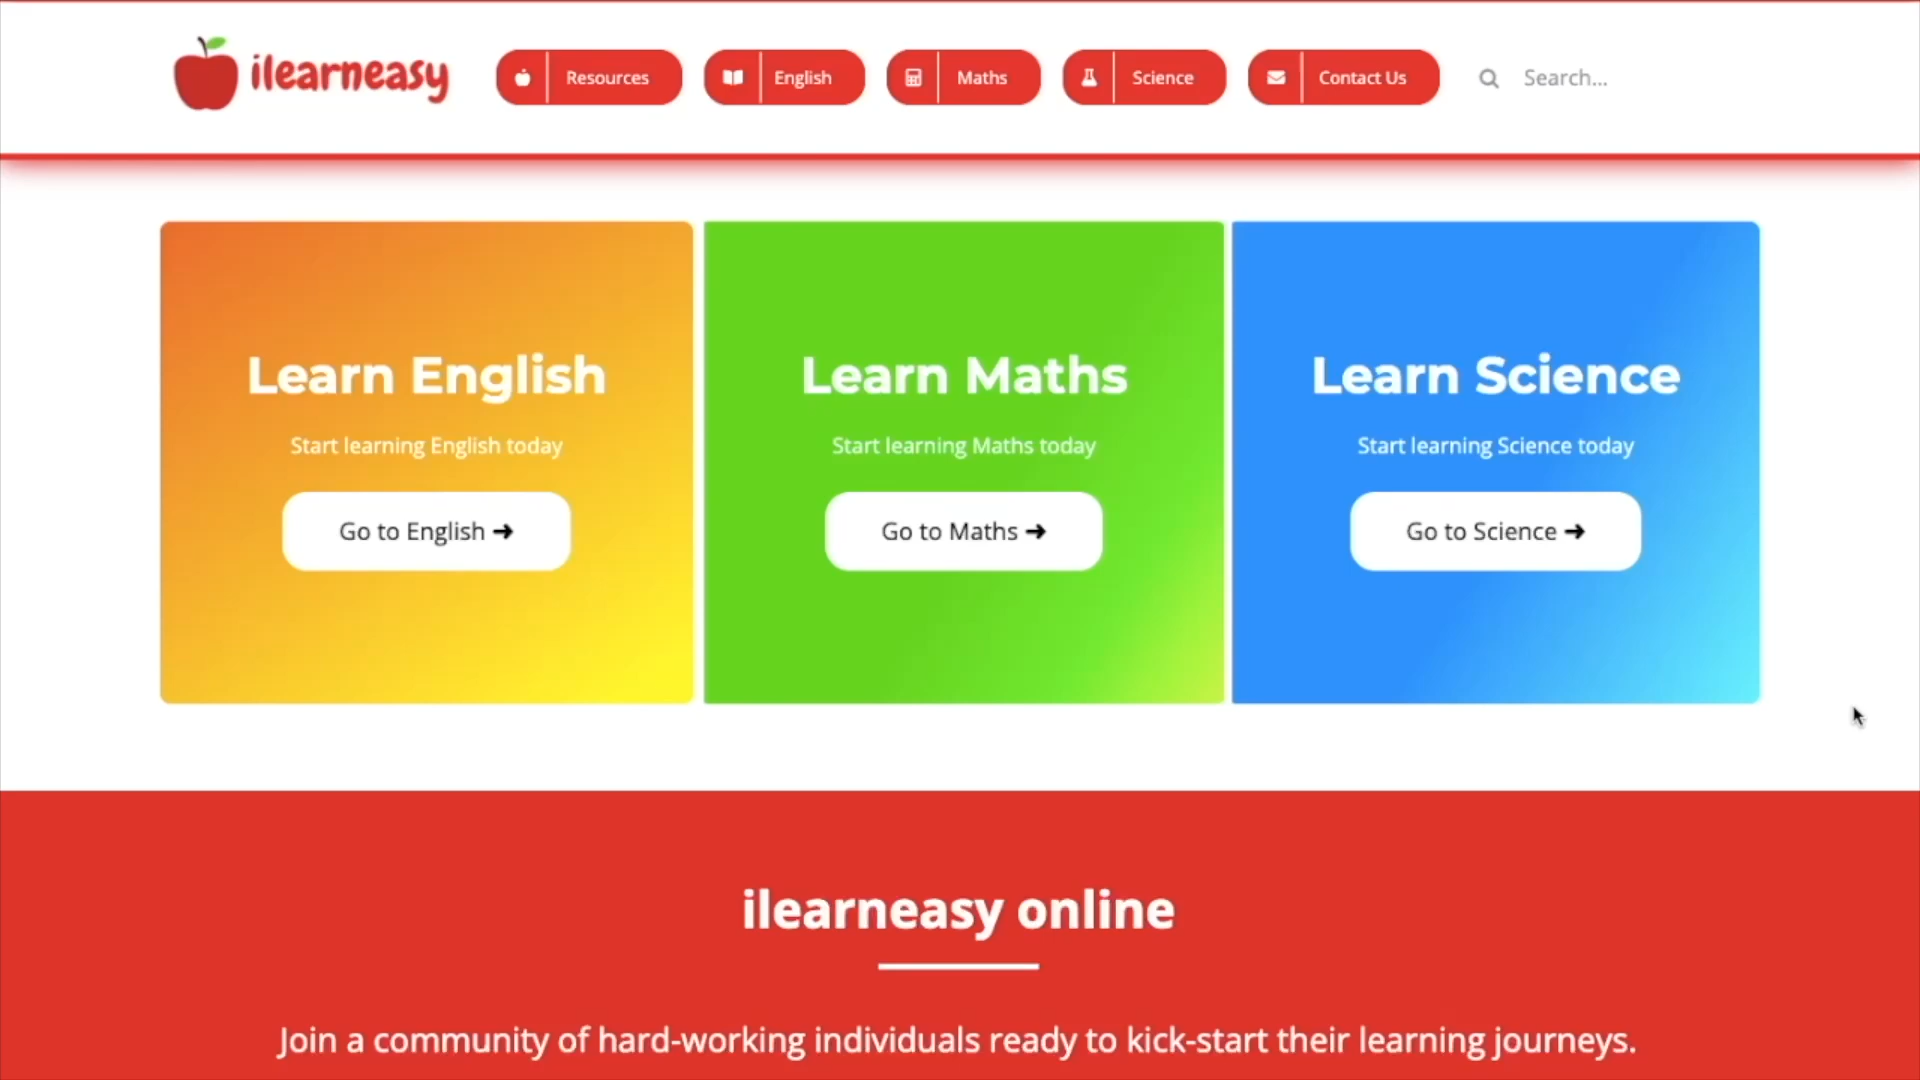 ilearneasy
Resources
English
Maths
Science
Contact Us
Search...
Learn English
Start learning English today
Go to English ➜
Learn Maths
Start learning Maths today
Go to Maths ➜
Learn Science
Start learning Science today
Go to Science ➜
ilearneasy online
Join a community of hard-working individuals ready to kick-start their learning journeys.